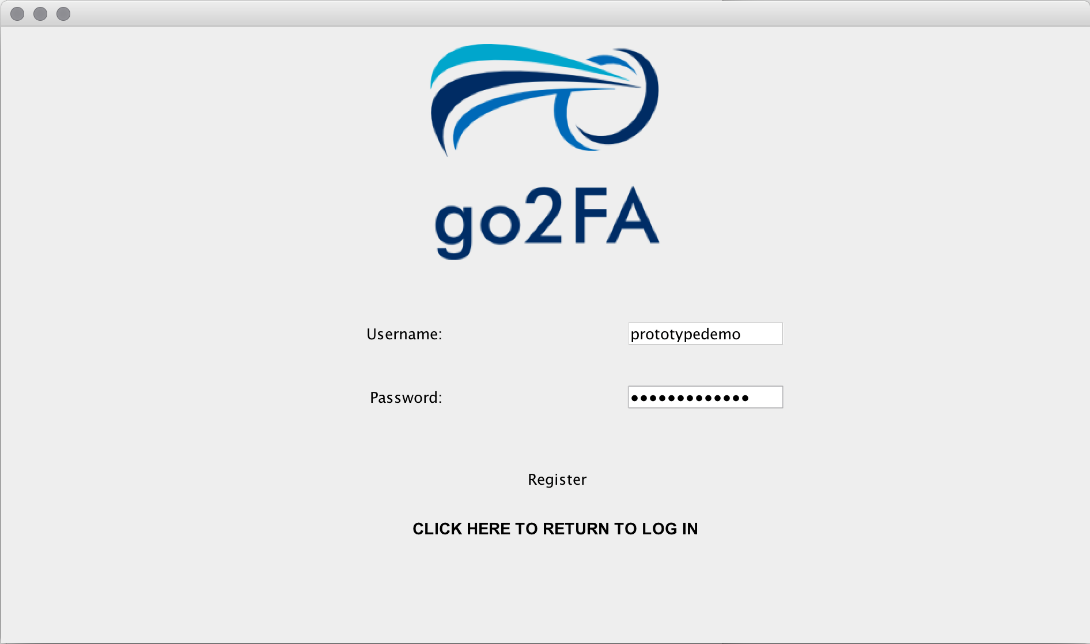 go2FA
Username: prototypedemo
Password: •••••••••••••
Register
CLICK HERE TO RETURN TO LOG IN